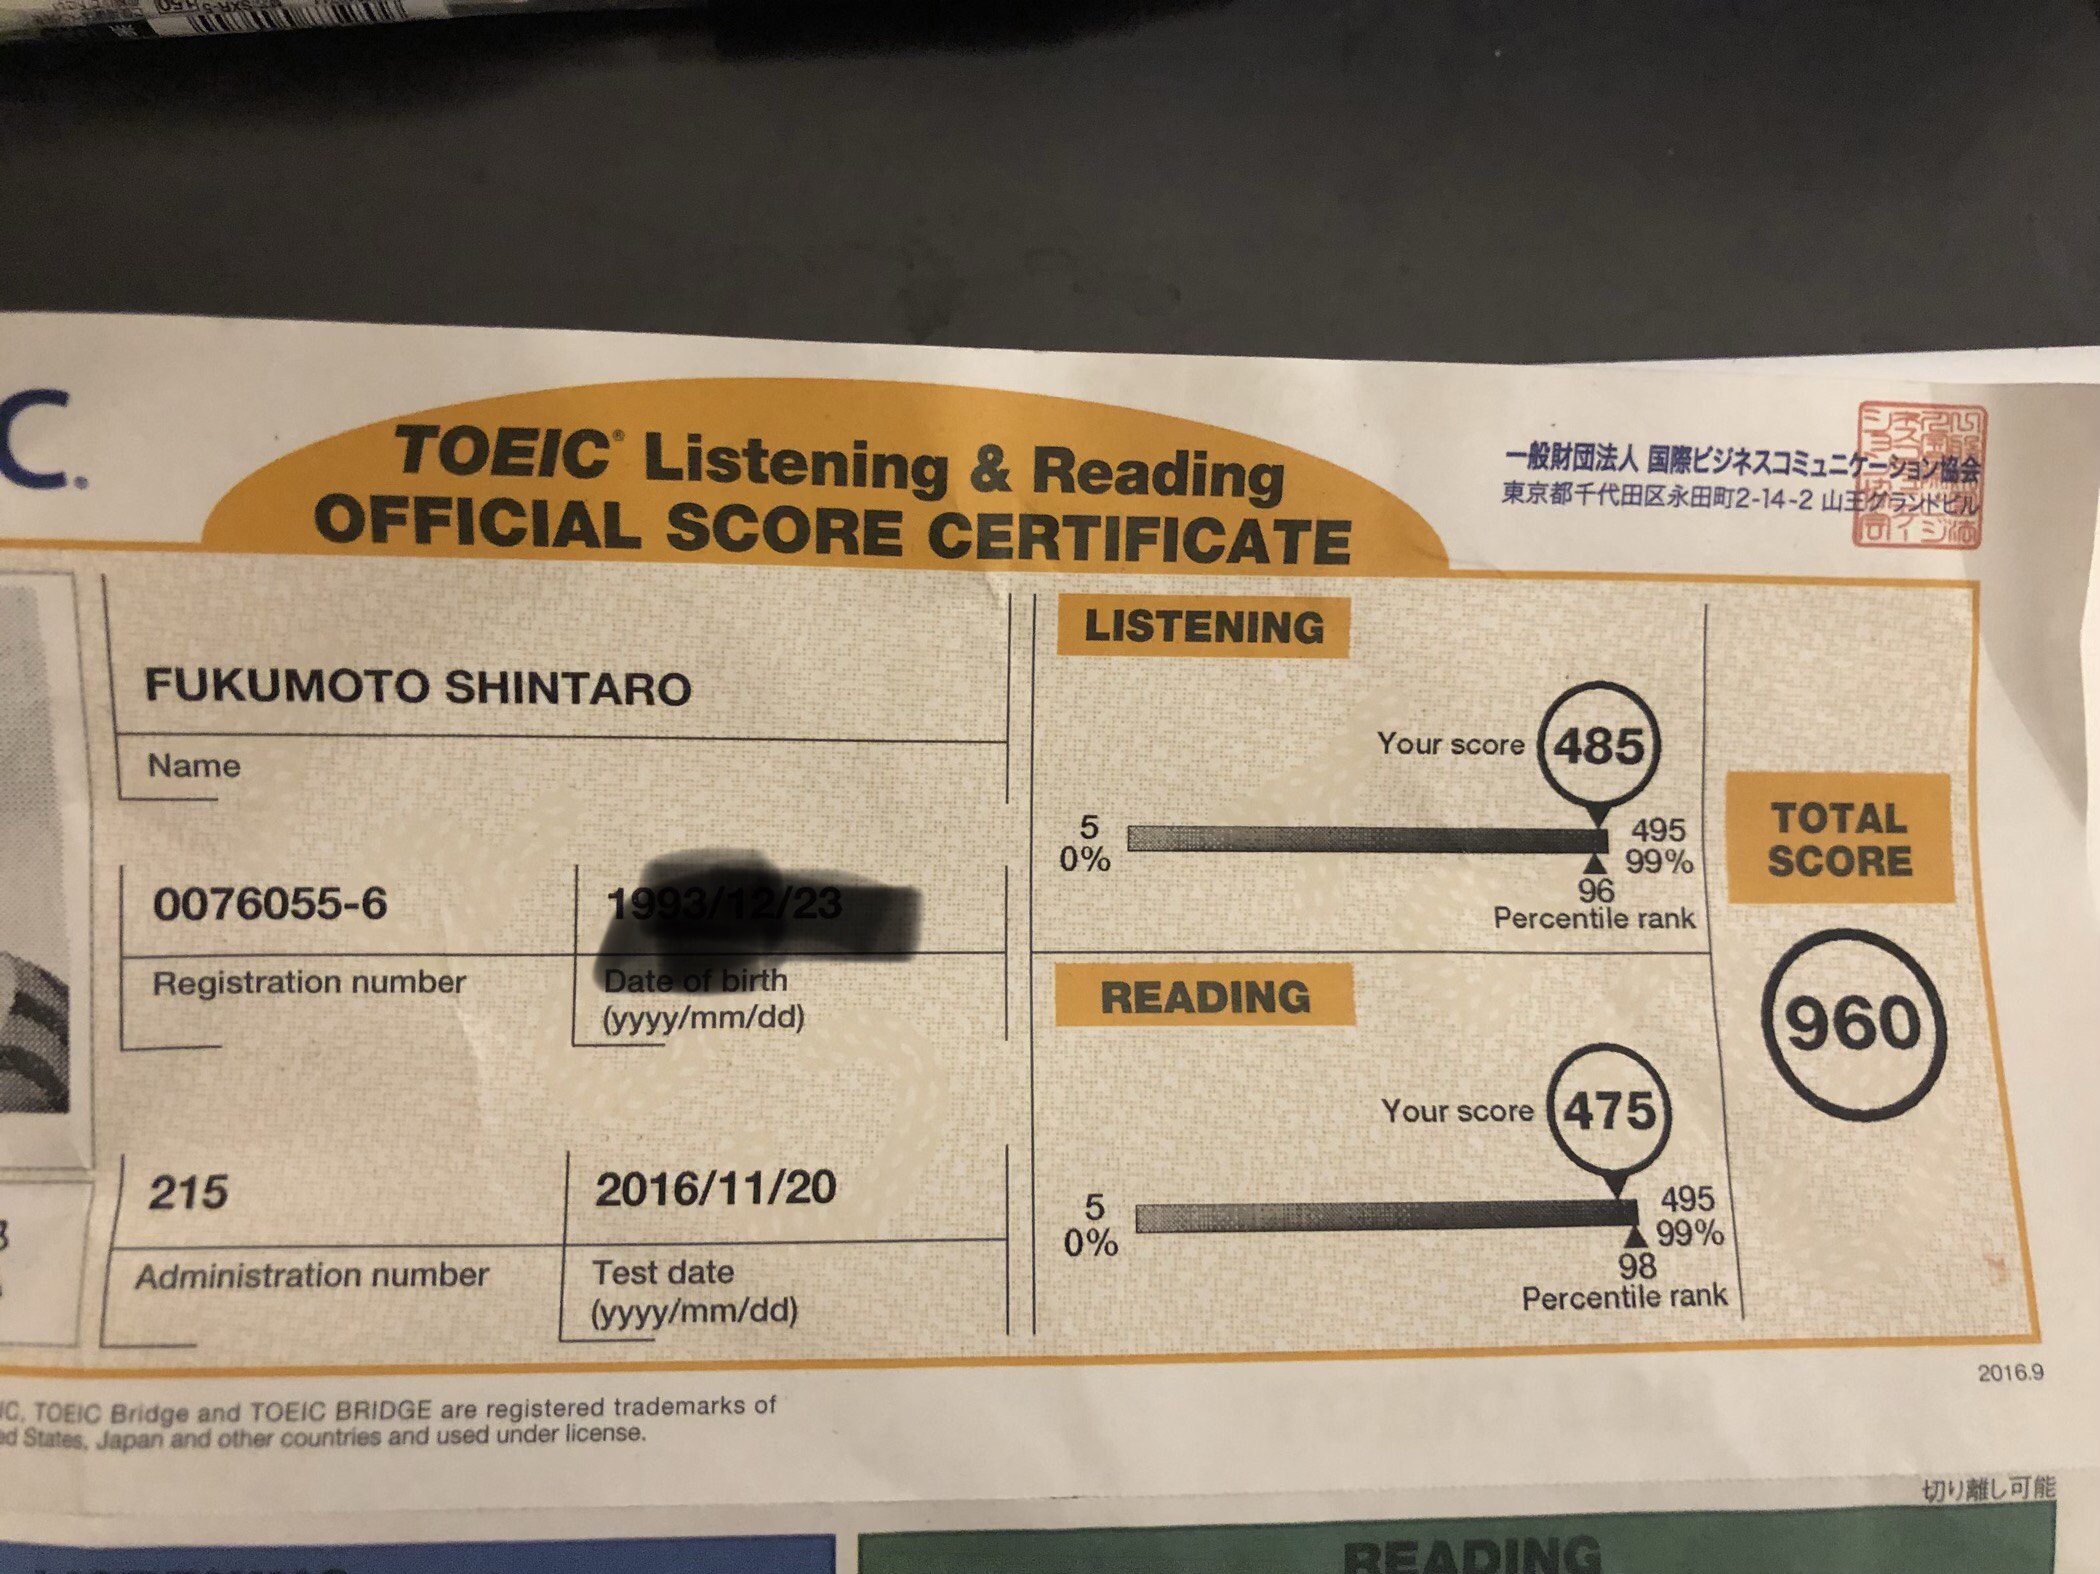 C.
TOEIC® Listening & Reading
OFFICIAL SCORE CERTIFICATE
一般財団法人 国際ビジネスコミュニケーション協会
東京都千代田区永田町2-14-2 山王グランドビル
FUKUMOTO SHINTARO
Name
0076055-6
Registration number
Date of birth
(yyyy/mm/dd)
215
Administration number
2016/11/20
Test date
(yyyy/mm/dd)
LISTENING
Your score 485
5 495
0% 99%
96
Percentile rank
READING
Your score 475
5 495
0% 99%
98
Percentile rank
TOTAL
SCORE
960
2016.9
IC, TOEIC Bridge and TOEIC BRIDGE are registered trademarks of
ed States, Japan and other countries and used under license.
切り離し可能
READING